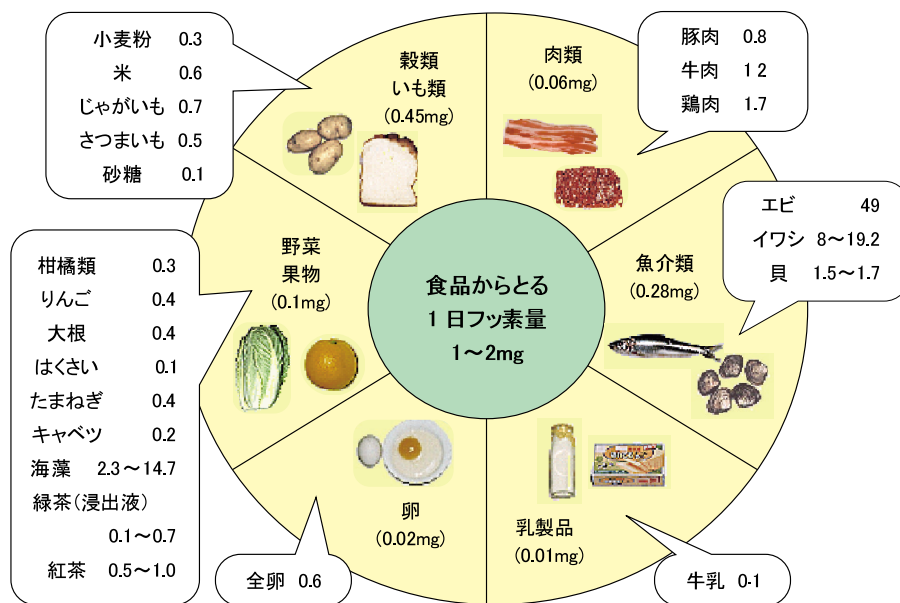 小麦粉 0.3
米 0.6
じゃがいも 0.7
さつまいも 0.5
砂糖 0.1
穀類
いも類
(0.45mg)
肉類
(0.06mg)
豚肉 0.8
牛肉 1 2
鶏肉 1.7
エビ 49
イワシ 8～19.2
貝 1.5～1.7
魚介類
(0.28mg)
野菜
果物
(0.1mg)
柑橘類 0.3
りんご 0.4
大根 0.4
はくさい 0.1
たまねぎ 0.4
キャベツ 0.2
海藻 2.3～14.7
緑茶(浸出液)
0.1～0.7
紅茶 0.5～1.0
食品からとる
1日フッ素量
1～2mg
卵
(0.02mg)
全卵 0.6
乳製品
(0.01mg)
牛乳 0-1